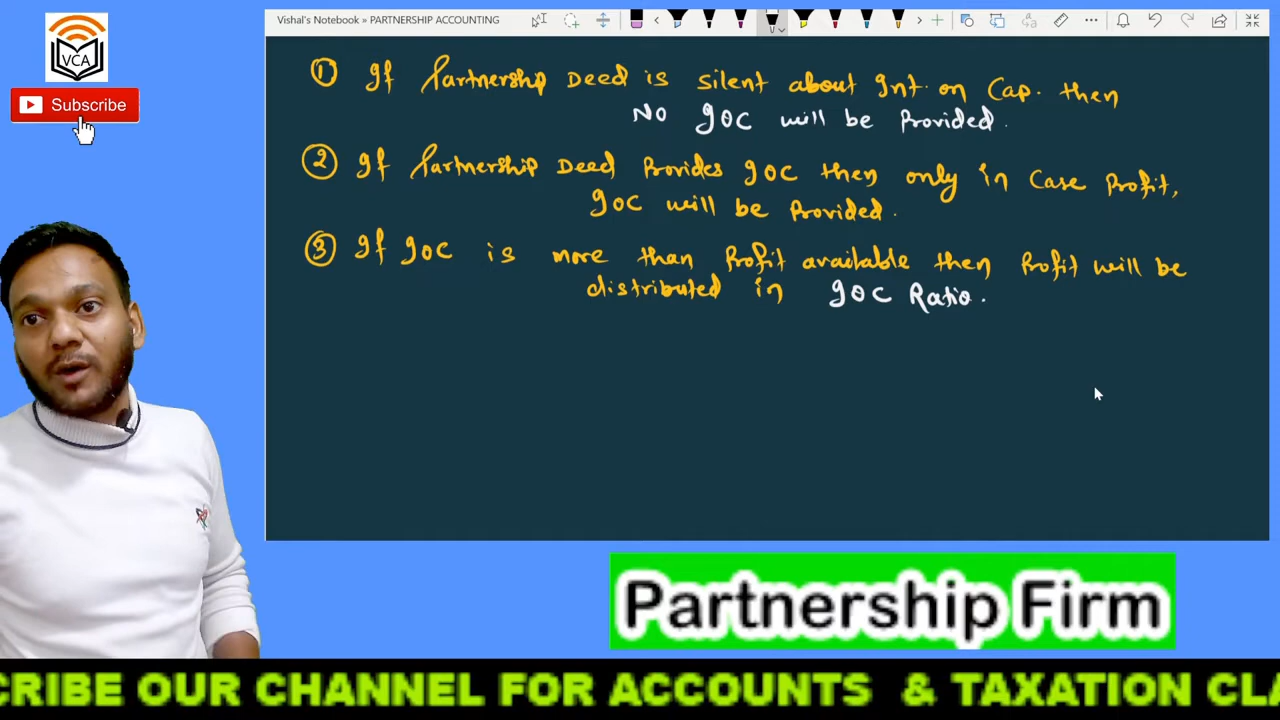 Vishal's Notebook » PARTNERSHIP ACCOUNTING
VCA
Subscribe
① If Partnership Deed is silent about Int. on Cap. then
No IOC will be Provided.
② If Partnership Deed Provides IOC then only in Case Profit,
IOC will be Provided.
③ If IOC is more than Profit available then Profit will be
distributed in IOC Ratio.
Partnership Firm
CRIBE OUR CHANNEL FOR ACCOUNTS & TAXATION CLA